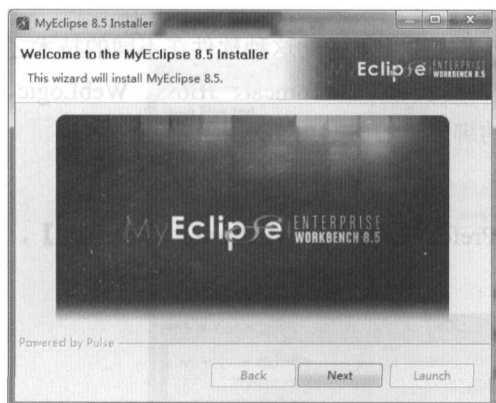 MyEclipse 8.5 Installer
Welcome to the MyEclipse 8.5 Installer
This wizard will install MyEclipse 8.5.
Eclipse ENTERPRISE
WORKBENCH 8.5
MyEclipse ENTERPRISE
WORKBENCH 8.5
Powered by Pulse
Back Next Launch